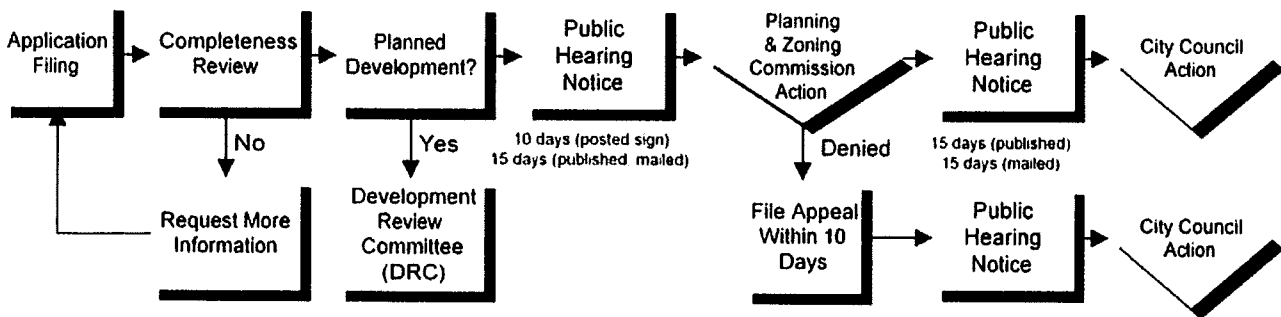 Application
Filing
Completeness
Review
Planned
Development?
Public
Hearing
Notice
Planning
& Zoning
Commission
Action
Public
Hearing
Notice
City Council
Action
No
Yes
10 days (posted sign)
15 days (published mailed)
Denied
15 days (published)
15 days (mailed)
Request More
Information
Development
Review
Committee
(DRC)
File Appeal
Within 10
Days
Public
Hearing
Notice
City Council
Action